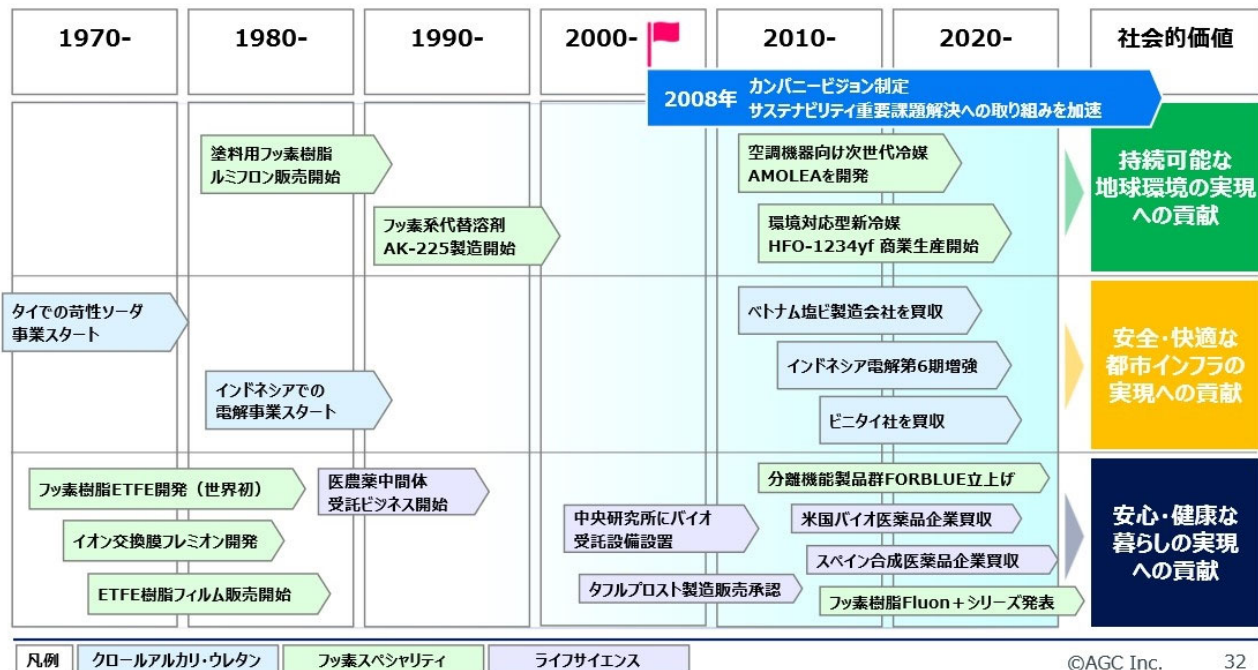 1970-
1980-
1990-
2000-
2010-
2020-
社会的価値
2008年
カンパニービジョン制定
サステナビリティ重要課題解決への取り組みを加速
塗料用フッ素樹脂
ルミフロン販売開始
フッ素系代替溶剤
AK-225製造開始
空調機器向け次世代冷媒
AMOLEAを開発
環境対応型新冷媒
HFO-1234yf 商業生産開始
持続可能な
地球環境の実現
への貢献
タイでの苛性ソーダ
事業スタート
インドネシアでの
電解事業スタート
ベトナム塩ビ製造会社を買収
インドネシア電解第6期増強
ビニタイ社を買収
安全・快適な
都市インフラの
実現への貢献
フッ素樹脂ETFE開発（世界初）
イオン交換膜フレミオン開発
ETFE樹脂フィルム販売開始
医農薬中間体
受託ビジネス開始
中央研究所にバイオ
受託設備設置
タフルプロスト製造販売承認
分離機能製品群FORBLUE立上げ
米国バイオ医薬品企業買収
スペイン合成医薬品企業買収
フッ素樹脂Fluon＋シリーズ発表
安心・健康な
暮らしの実現
への貢献
凡例
クロールアルカリ・ウレタン
フッ素スペシャリティ
ライフサイエンス
©AGC Inc.
32